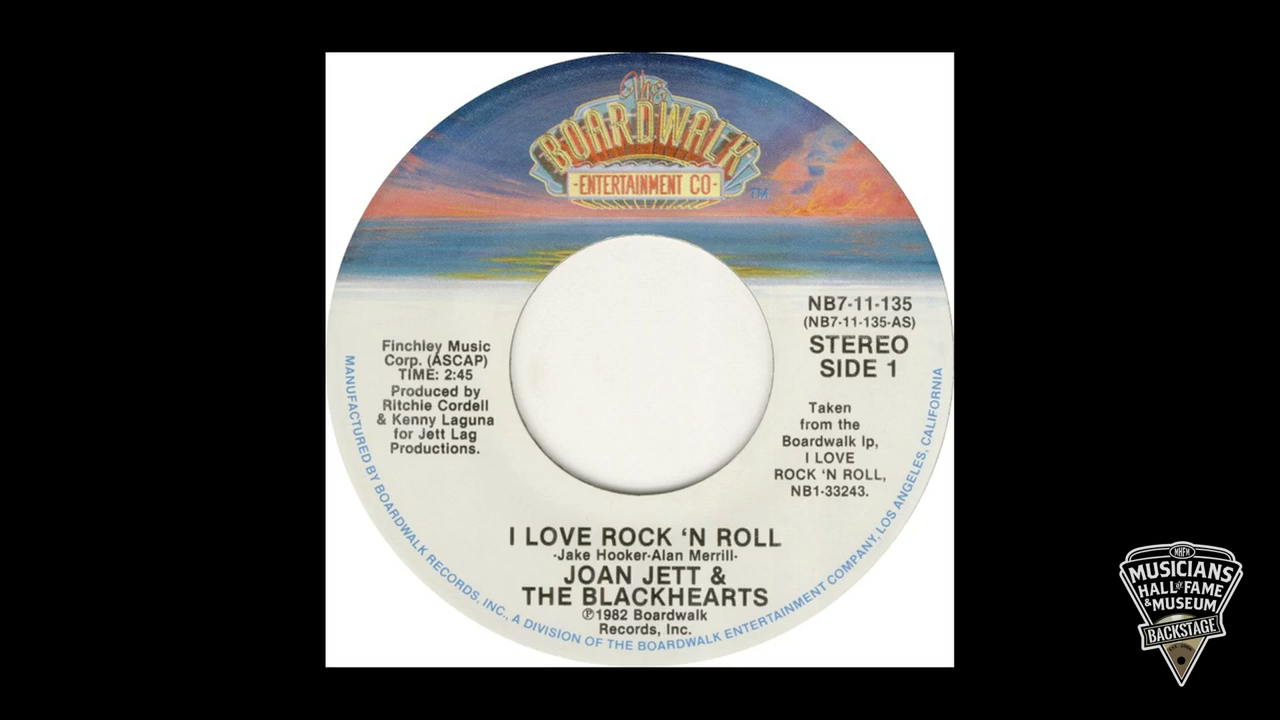 The
BOARDWALK
-ENTERTAINMENT CO-
TM
NB7-11-135
(NB7-11-135-AS)
STEREO
SIDE 1
Finchley Music
Corp. (ASCAP)
TIME: 2:45
Produced by
Ritchie Cordell
& Kenny Laguna
for Jett Lag
Productions.
Taken
from the
Boardwalk lp,
I LOVE
ROCK ‘N ROLL,
NB1-33243.
I LOVE ROCK ‘N ROLL
-Jake Hooker-Alan Merrill-
JOAN JETT &
THE BLACKHEARTS
℗1982 Boardwalk
Records, Inc.
MANUFACTURED BY BOARDWALK RECORDS, INC., A DIVISION OF THE BOARDWALK ENTERTAINMENT COMPANY, LOS ANGELES, CALIFORNIA
MHFM
MUSICIANS
HALL OF FAME
& MUSEUM
BACKSTAGE